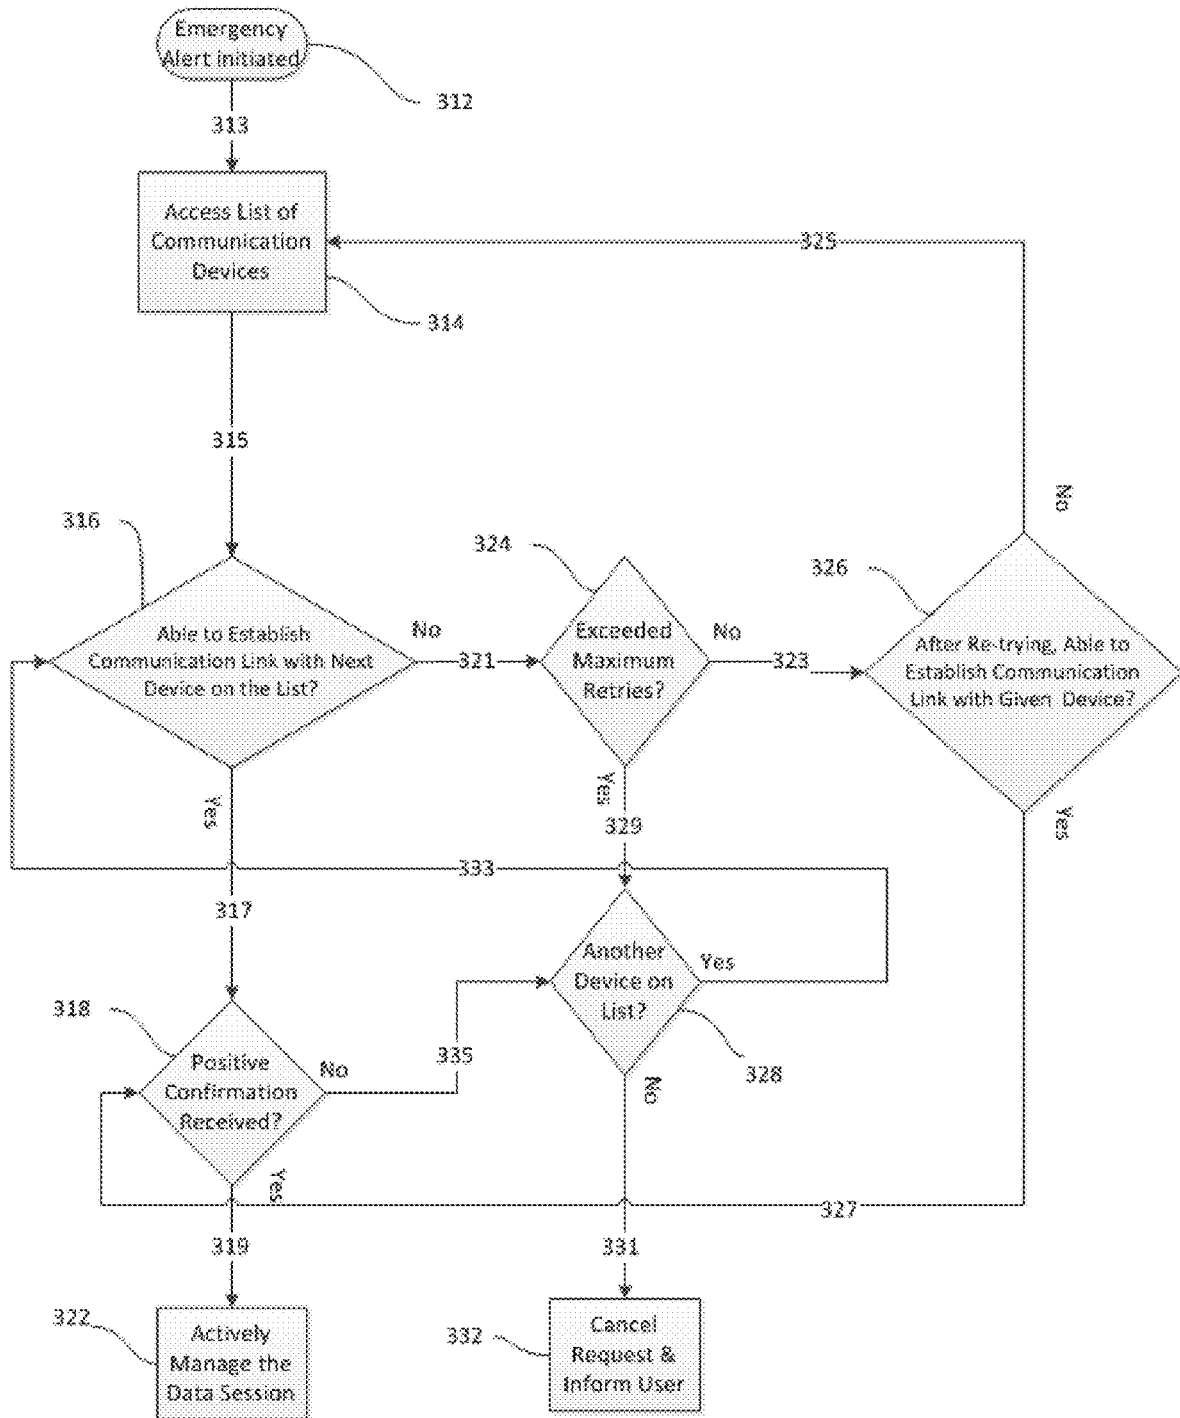 Emergency
Alert initiated
312
313
Access List of
Communication
Devices
325
314
315
No
316
324
326
Able to Establish
Communication Link with Next
Device on the List?
No
321
Exceeded
Maximum
Retries?
No
323
After Re-trying, Able to
Establish Communication
Link with Given Device?
Yes
Yes
Yes
329
333
317
Another
Device on
List?
Yes
318
335
328
Positive
Confirmation
Received?
No
No
Yes
327
319
331
322
Actively
Manage the
Data Session
332
Cancel
Request &
Inform User